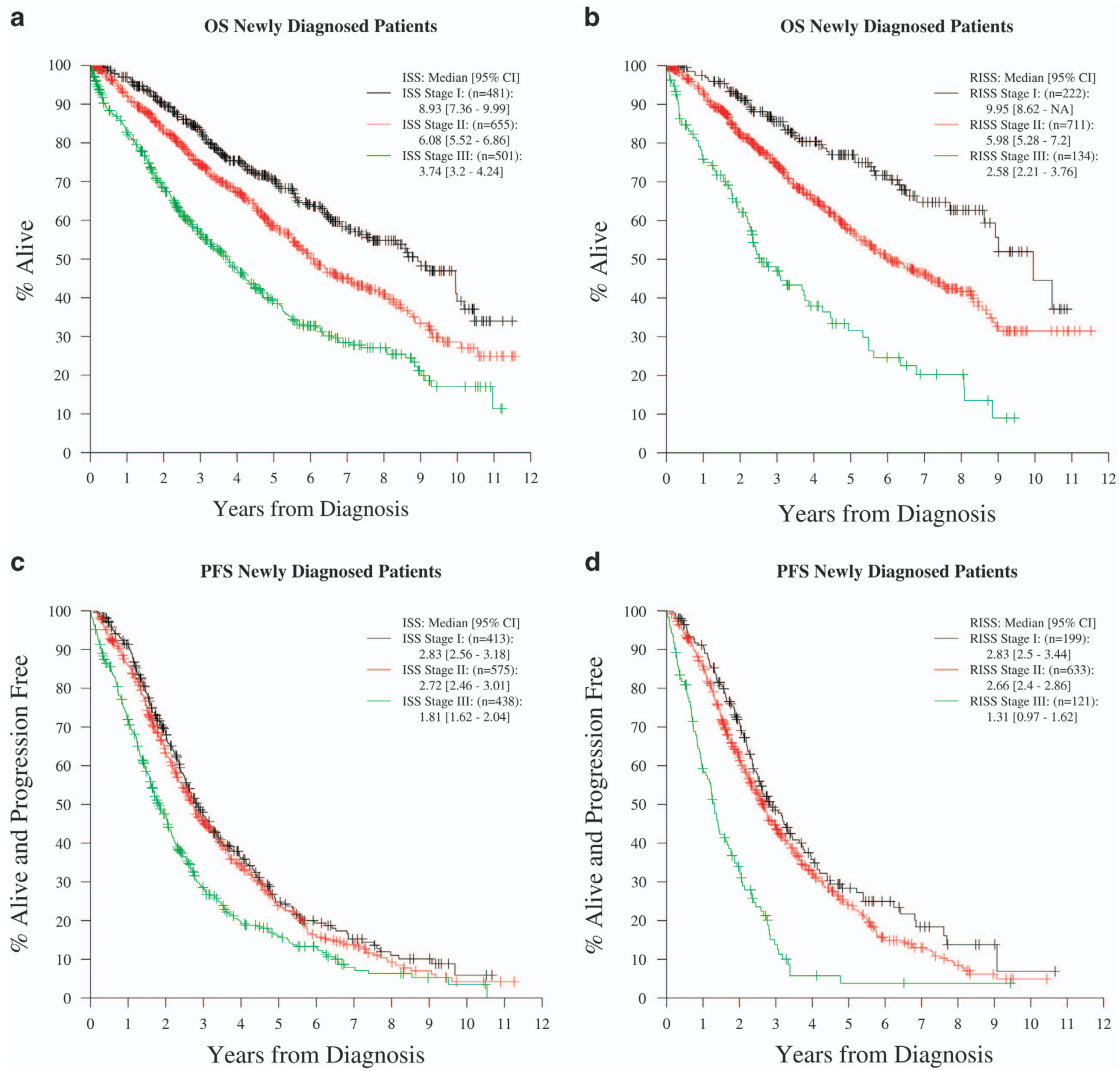 a
OS Newly Diagnosed Patients
100
90
80
70
60
50
40
30
20
10
0
% Alive
ISS: Median [95% CI]
ISS Stage I: (n=481):
8.93 [7.36 - 9.99]
ISS Stage II: (n=655):
6.08 [5.52 - 6.86]
ISS Stage III: (n=501):
3.74 [3.2 - 4.24]
0 1 2 3 4 5 6 7 8 9 10 11 12
Years from Diagnosis
b
OS Newly Diagnosed Patients
100
90
80
70
60
50
40
30
20
10
0
% Alive
RISS: Median [95% CI]
RISS Stage I: (n=222):
9.95 [8.62 - NA]
RISS Stage II: (n=711):
5.98 [5.28 - 7.2]
RISS Stage III: (n=134):
2.58 [2.21 - 3.76]
0 1 2 3 4 5 6 7 8 9 10 11 12
Years from Diagnosis
c
PFS Newly Diagnosed Patients
100
90
80
70
60
50
40
30
20
10
0
% Alive and Progression Free
ISS: Median [95% CI]
ISS Stage I: (n=413):
2.83 [2.56 - 3.18]
ISS Stage II: (n=575):
2.72 [2.46 - 3.01]
ISS Stage III: (n=438):
1.81 [1.62 - 2.04]
0 1 2 3 4 5 6 7 8 9 10 11 12
Years from Diagnosis
d
PFS Newly Diagnosed Patients
100
90
80
70
60
50
40
30
20
10
0
% Alive and Progression Free
RISS: Median [95% CI]
RISS Stage I: (n=199):
2.83 [2.5 - 3.44]
RISS Stage II: (n=633):
2.66 [2.4 - 2.86]
RISS Stage III: (n=121):
1.31 [0.97 - 1.62]
0 1 2 3 4 5 6 7 8 9 10 11 12
Years from Diagnosis